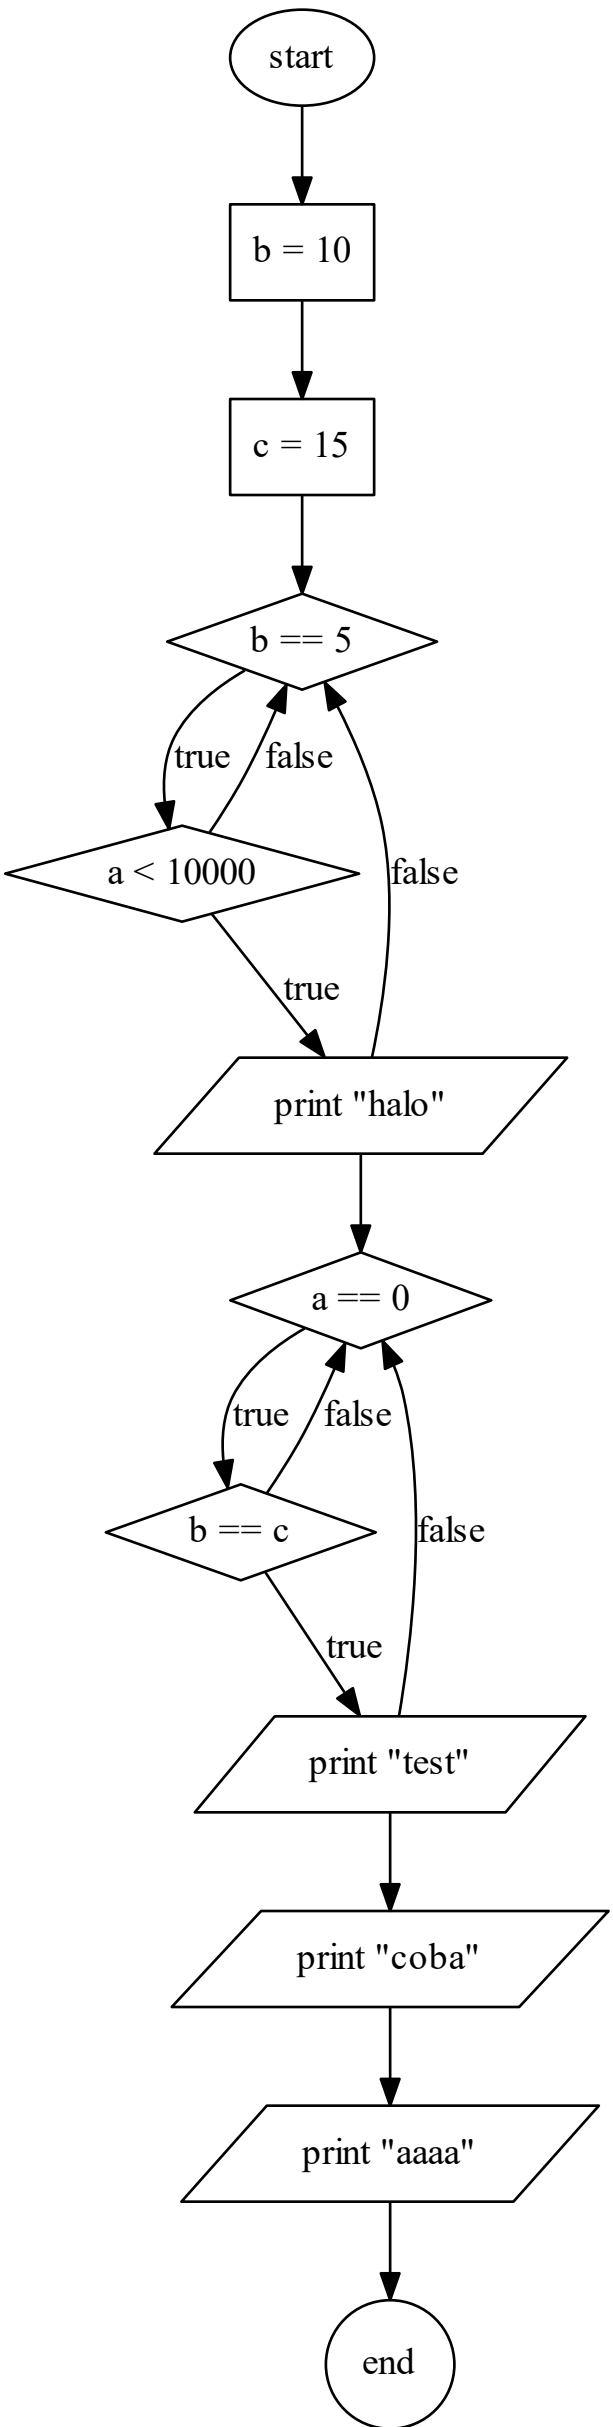 start
b = 10
c = 15
b == 5
true
false
a < 10000
false
true
print "halo"
a == 0
true
false
b == c
false
true
print "test"
print "coba"
print "aaaa"
end